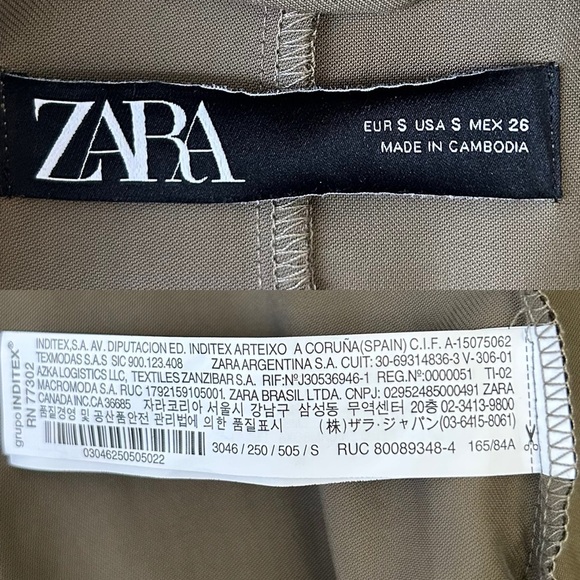 ZARA
EUR S USA S MEX 26
MADE IN CAMBODIA
grupo INDITEX®
RN 77302
INDITEX,S.A. AV. DIPUTACION ED. INDITEX ARTEIXO A CORUÑA(SPAIN) C.I.F. A-15075062
TEXMODAS S.A.S SIC 900.123.408 ZARA ARGENTINA S.A. CUIT: 30-69314836-3 V-306-01
AZKA LOGISTICS LLC, TEXTILES ZANZIBAR S.A. RIF:NºJ30536946-1 REG.Nº0000051 TI-02
MACROMODA S.A. RUC 1792159105001. ZARA BRASIL LTDA. CNPJ: 02952485000491 ZARA
CANADA INC.CA.36685 자라코리아 서울시 강남구 삼성동 무역센터 20층 02-3413-9800
품질경영 및 공산품안전 관리법에 의한 품질표시 (株) ザラ・ジャパン (03-6415-8061)
03046250505022 3046 / 250 / 505 / S RUC 80089348-4 165/84A